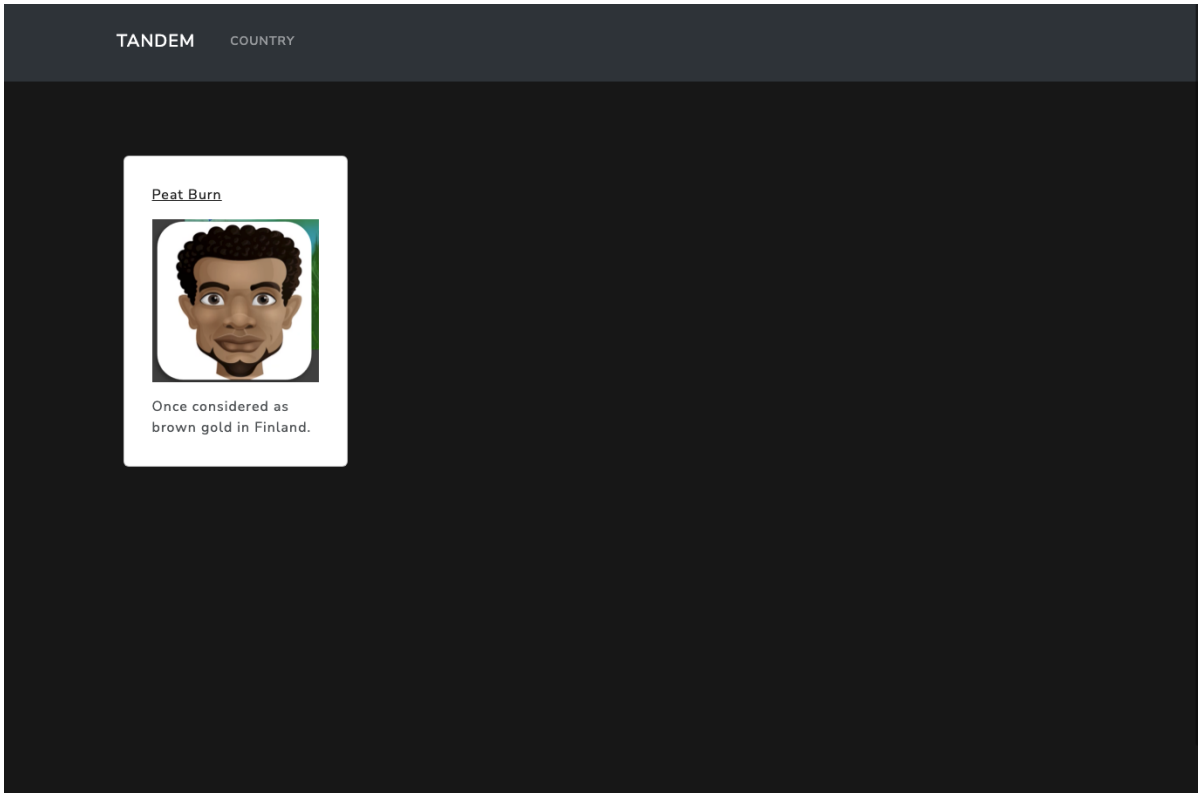 TANDEM COUNTRY
Peat Burn
Once considered as
brown gold in Finland.